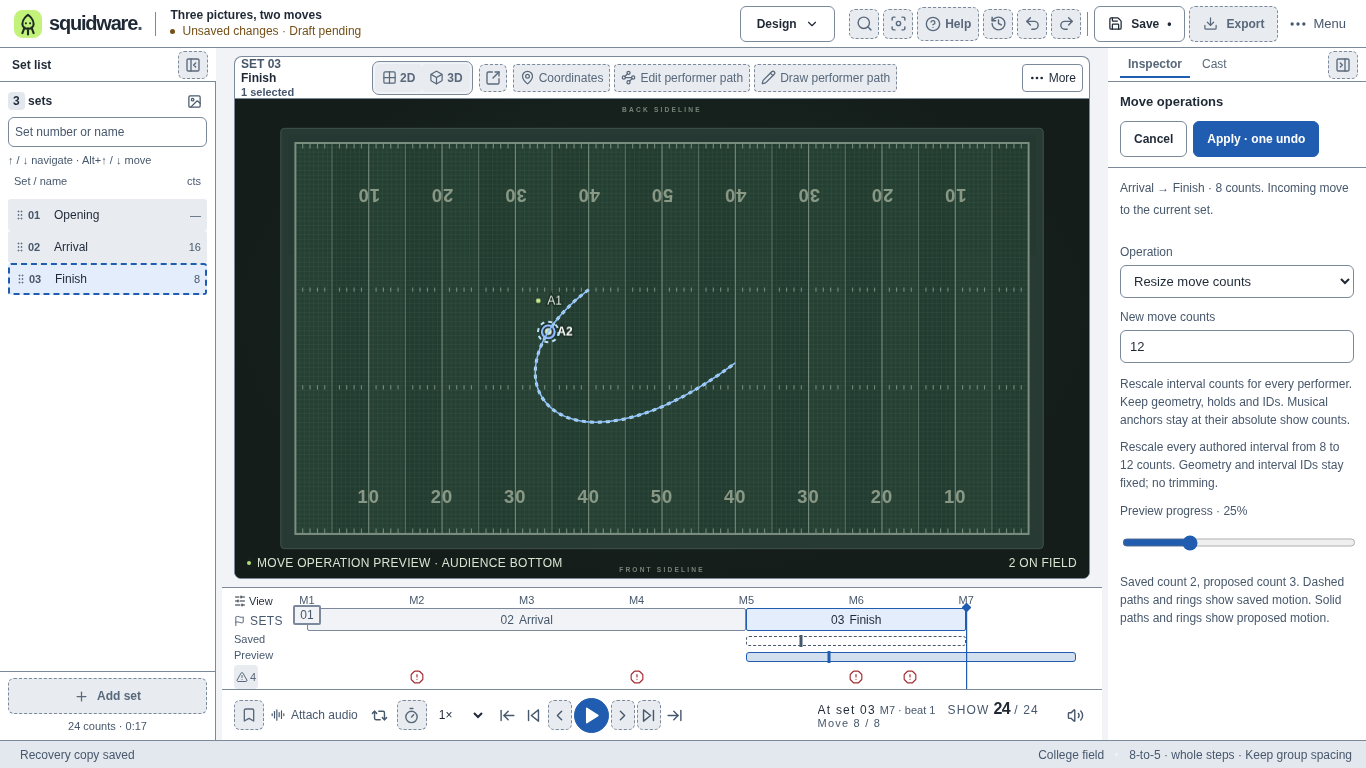 squidware.
Three pictures, two moves
Unsaved changes · Draft pending
Design
Help
Save •
Export
Menu
Set list
3 sets
Set number or name
↑ / ↓ navigate · Alt+↑ / ↓ move
Set / name cts
01 Opening —
02 Arrival 16
03 Finish 8
Add set
24 counts · 0:17
SET 03
Finish
1 selected
2D
3D
Coordinates
Edit performer path
Draw performer path
More
BACK SIDELINE
10 20 30 40 50 40 30 20 10
A1
A2
10 20 30 40 50 40 30 20 10
MOVE OPERATION PREVIEW · AUDIENCE BOTTOM
2 ON FIELD
FRONT SIDELINE
View
M1 M2 M3 M4 M5 M6 M7
SETS
01
02 Arrival
03 Finish
Saved
Preview
4
Attach audio
1×
At set 03 M7 · beat 1 SHOW 24 / 24
Move 8 / 8
Inspector
Cast
Move operations
Cancel
Apply · one undo
Arrival → Finish · 8 counts. Incoming move
to the current set.
Operation
Resize move counts
New move counts
12
Rescale interval counts for every performer.
Keep geometry, holds and IDs. Musical
anchors stay at their absolute show counts.
Rescale every authored interval from 8 to
12 counts. Geometry and interval IDs stay
fixed; no trimming.
Preview progress · 25%
Saved count 2, proposed count 3. Dashed
paths and rings show saved motion. Solid
paths and rings show proposed motion.
Recovery copy saved
College field · 8-to-5 · whole steps · Keep group spacing